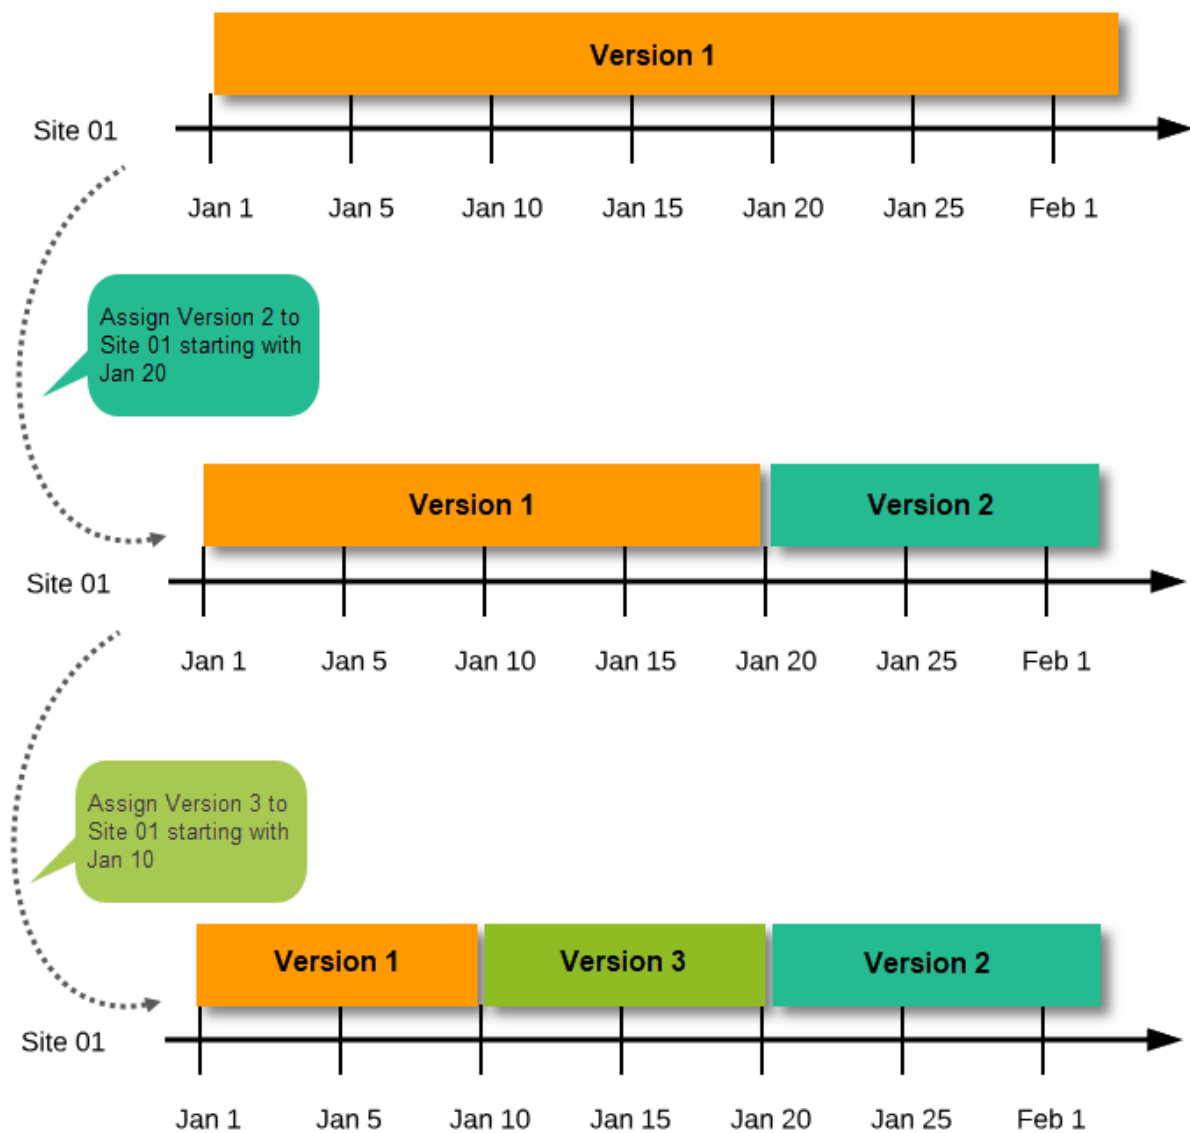 Version 1
Site 01
Jan 1 Jan 5 Jan 10 Jan 15 Jan 20 Jan 25 Feb 1
Assign Version 2 to
Site 01 starting with
Jan 20
Version 1 Version 2
Site 01
Jan 1 Jan 5 Jan 10 Jan 15 Jan 20 Jan 25 Feb 1
Assign Version 3 to
Site 01 starting with
Jan 10
Version 1 Version 3 Version 2
Site 01
Jan 1 Jan 5 Jan 10 Jan 15 Jan 20 Jan 25 Feb 1